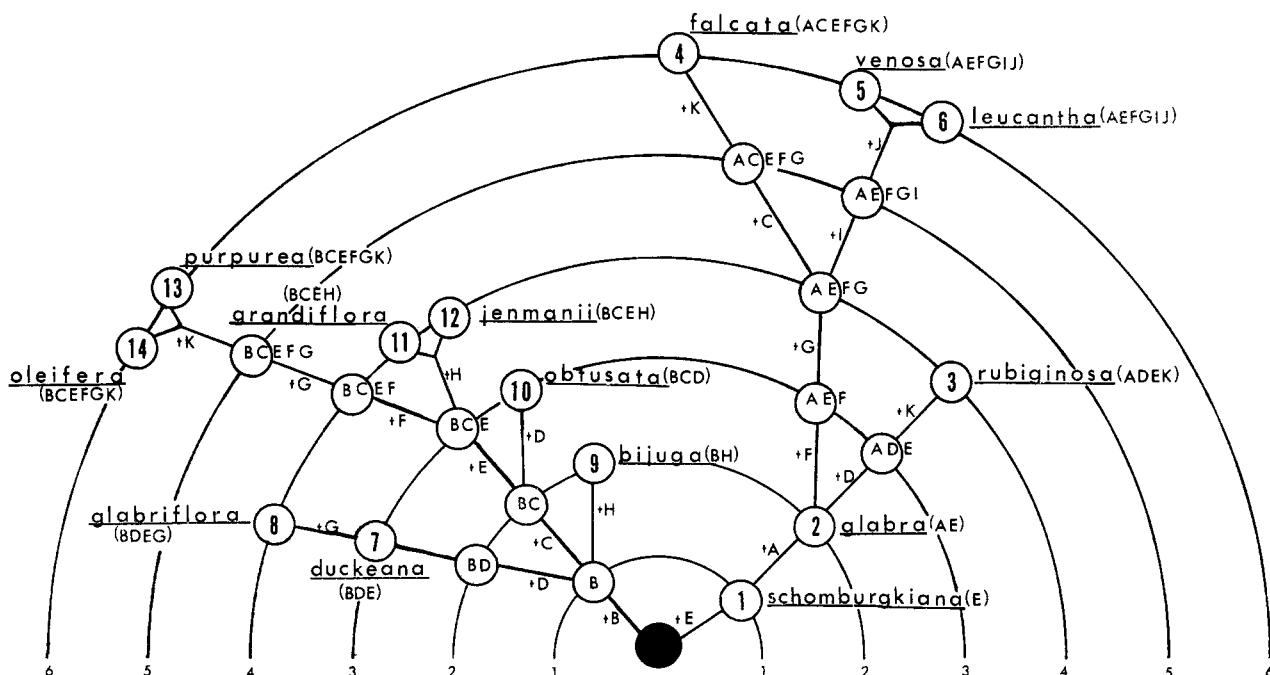 falcata(ACEFGK)
4
venosa(AEFGIJ)
5
6
leucantha(AEFGIJ)
+K
+J
ACEFG
AEFGI
+C
+I
purpurea(BCEFGK)
13
(BCEH)
grandiflora
12
jenmanii(BCEH)
AEFG
14
+K
11
oleifera
(BCEFGK)
BCEFG
+G
BCEF
+H
10
obtusata(BCD)
+G
3
rubiginosa(ADEK)
AEF
+K
+F
BCE
+D
ADE
+E
9
bijuga(BH)
+F
+D
glabriflora
(BDEG)
8
+G
7
BC
+H
2
glabra(AE)
duckeana
(BDE)
BD
+C
+D
B
+A
1
schomburgkiana(E)
+B
+E
6 5 4 3 2 1 1 2 3 4 5 6